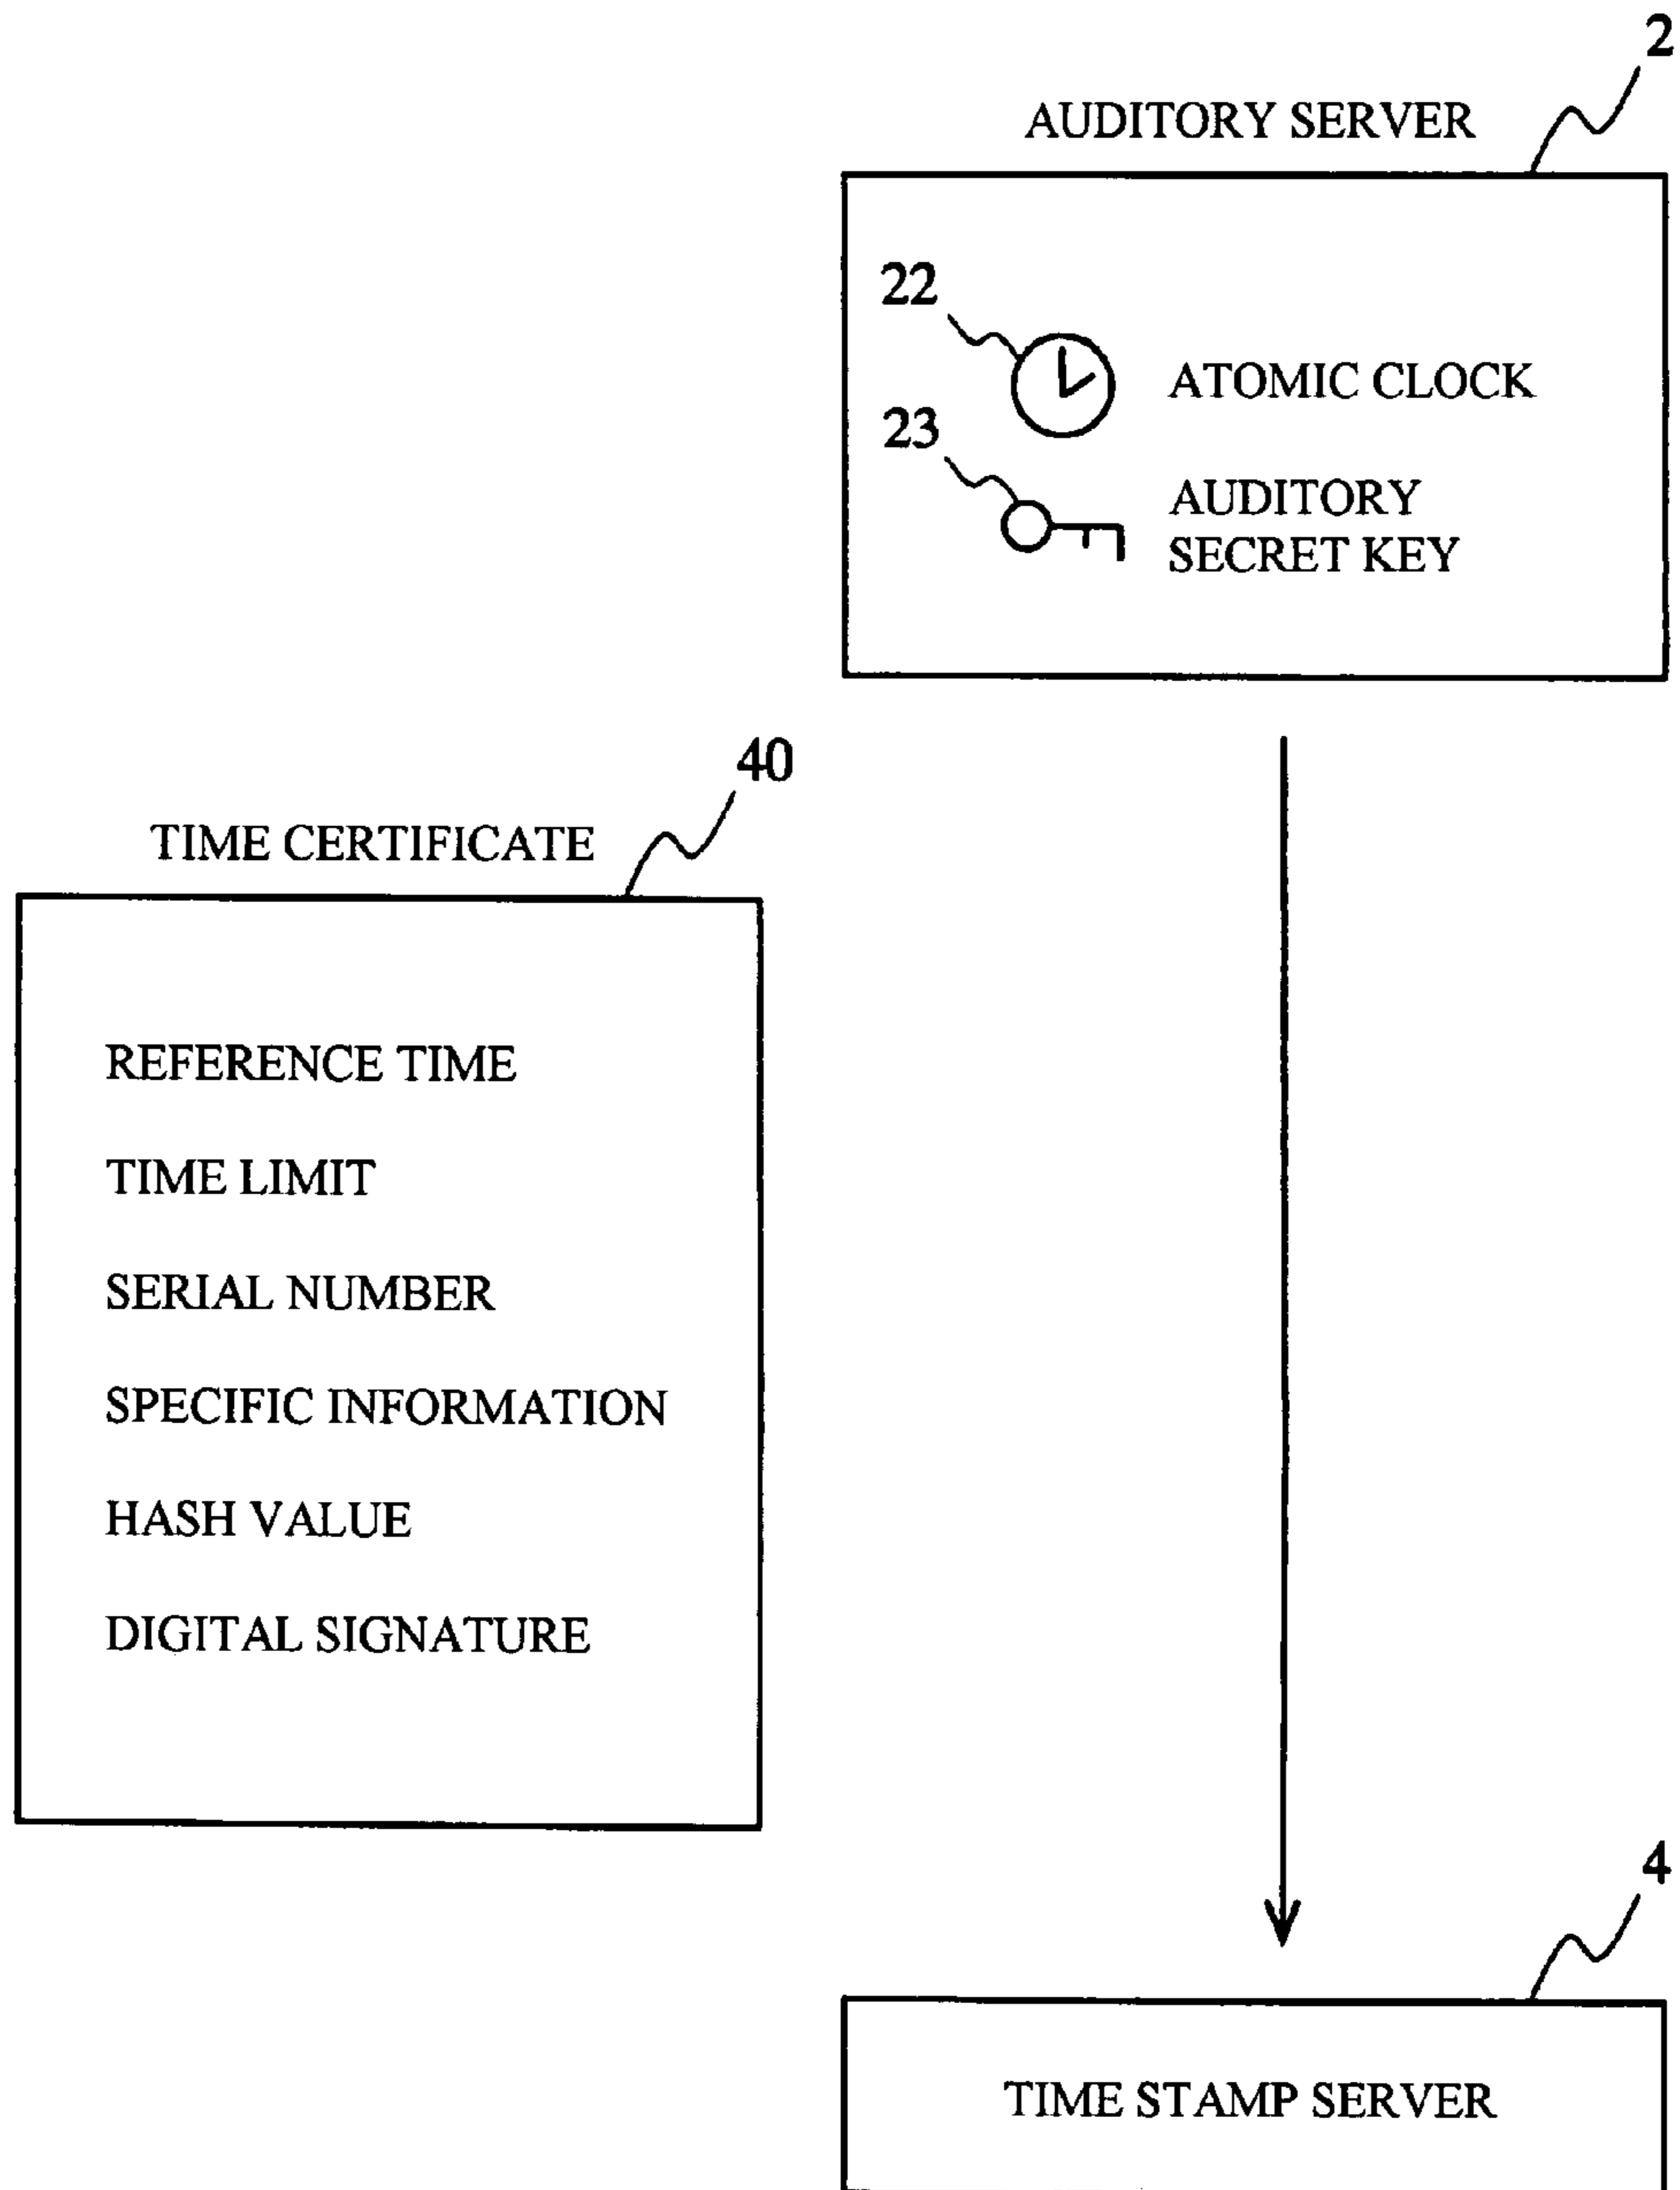 2
AUDITORY SERVER
22
ATOMIC CLOCK
23
AUDITORY
SECRET KEY
40
TIME CERTIFICATE
REFERENCE TIME
TIME LIMIT
SERIAL NUMBER
SPECIFIC INFORMATION
HASH VALUE
DIGITAL SIGNATURE
4
TIME STAMP SERVER